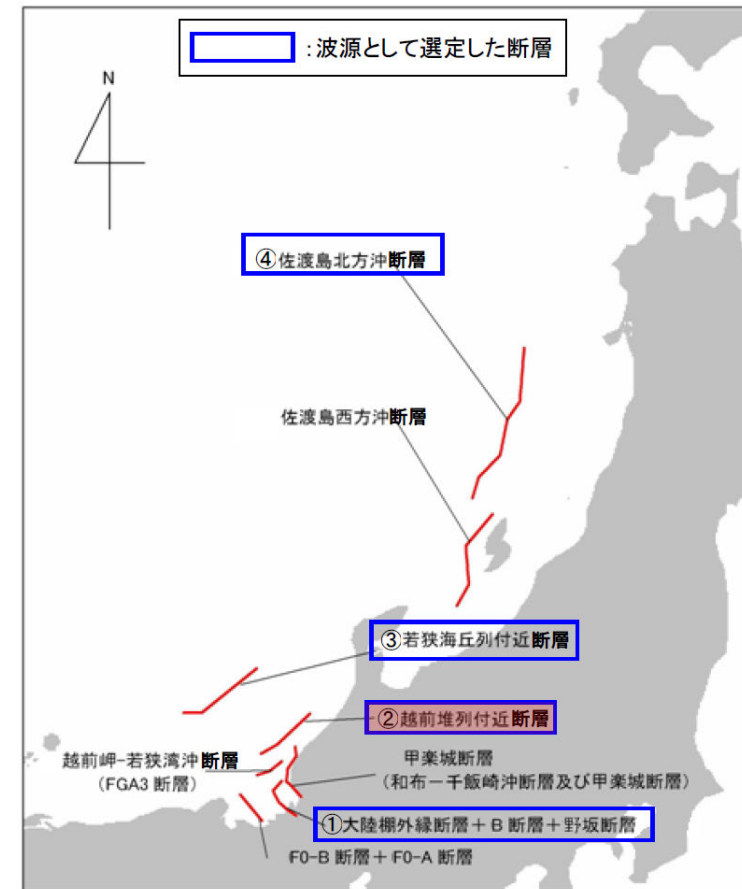 ：波源として選定した断層
N
④佐渡島北方沖断層
佐渡島西方沖断層
③若狭海丘列付近断層
②越前堆列付近断層
越前岬-若狭湾沖断層
（FGA3 断層）
甲楽城断層
（和布－干飯崎沖断層及び甲楽城断層）
①大陸棚外縁断層＋B 断層＋野坂断層
F0-B 断層＋F0-A 断層